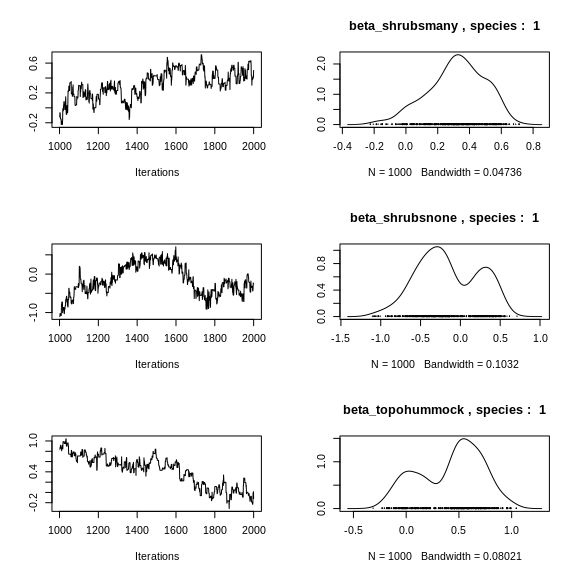 beta_shrubsmany , species :  1
0.6
0.2
-0.2
1000 1200 1400 1600 1800 2000
Iterations
2.0
1.0
0.0
-0.4 -0.2 0.0 0.2 0.4 0.6 0.8
N = 1000   Bandwidth = 0.04736
beta_shrubsnone , species :  1
0.0
-1.0
1000 1200 1400 1600 1800 2000
Iterations
0.8
0.4
0.0
-1.5 -1.0 -0.5 0.0 0.5 1.0
N = 1000   Bandwidth = 0.1032
beta_topohummock , species :  1
1.0
0.4
-0.2
1000 1200 1400 1600 1800 2000
Iterations
1.0
0.0
-0.5 0.0 0.5 1.0
N = 1000   Bandwidth = 0.08021